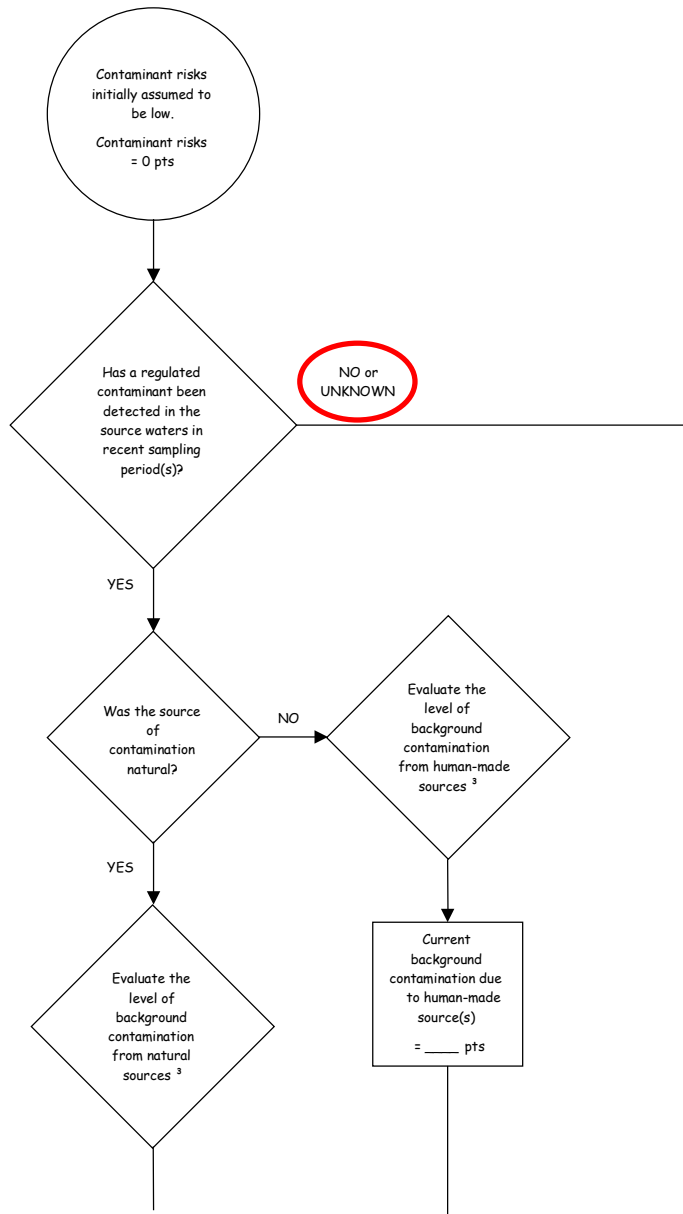 Contaminant risks
initially assumed to
be low.
Contaminant risks
= 0 pts
Has a regulated
contaminant been
detected in the
source waters in
recent sampling
period(s)?
NO or
UNKNOWN
YES
Was the source
of
contamination
natural?
NO
Evaluate the
level of
background
contamination
from human-made
sources ³
YES
Evaluate the
level of
background
contamination
from natural
sources ³
Current
background
contamination due
to human-made
source(s)
= ____ pts